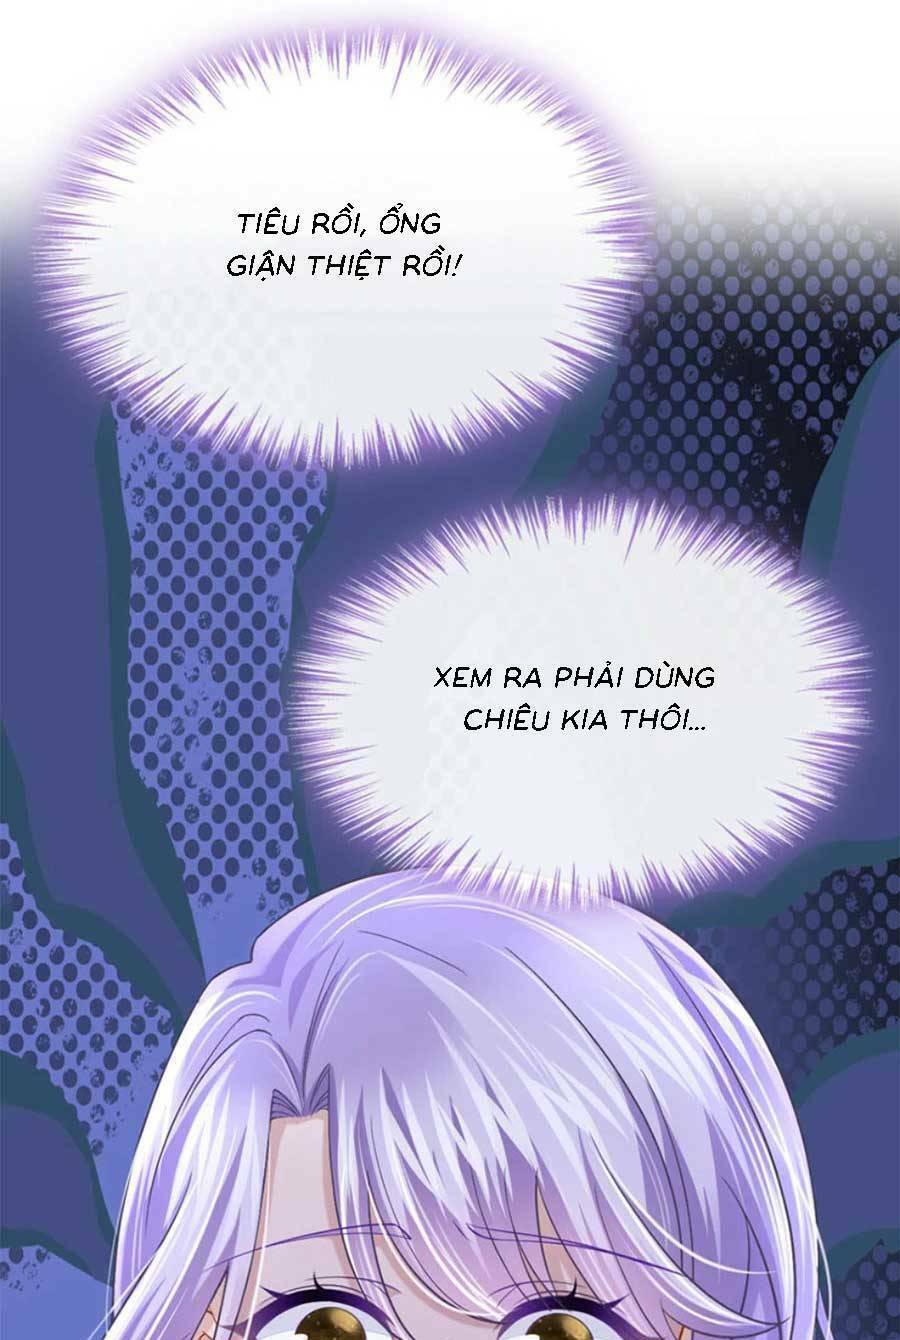 TIÊU RỒI, ỔNG
GIẬN THIỆT RỒI!
XEM RA PHẢI DÙNG
CHIÊU KIA THÔI...